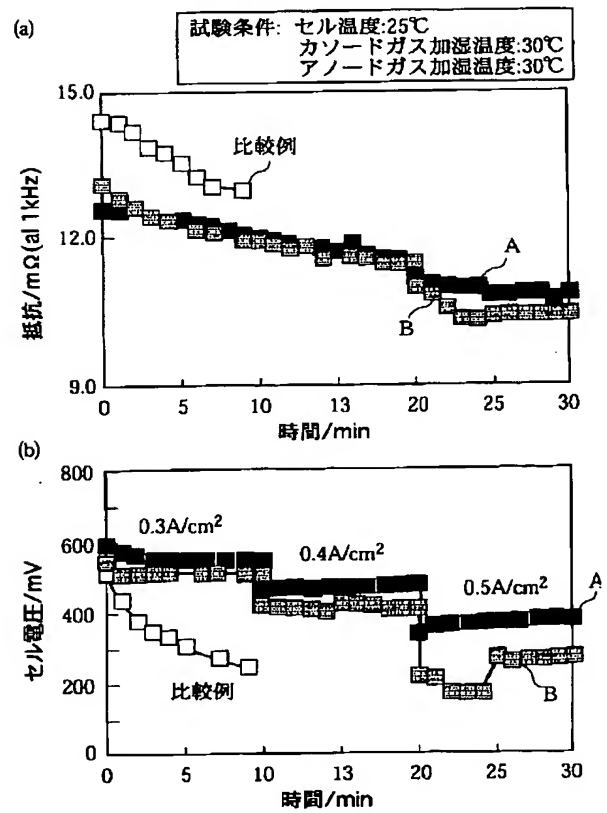 (a)
試験条件: セル温度:25℃
カソードガス加湿温度:30℃
アノードガス加湿温度:30℃
15.0
12.0
9.0
抵抗/mΩ(al 1kHz)
比較例
A
B
0 5 10 13 20 25 30
時間/min
(b)
800
600
400
200
0
セル電圧/mV
0.3A/cm²
0.4A/cm²
0.5A/cm²
A
B
比較例
0 5 10 13 20 25 30
時間/min